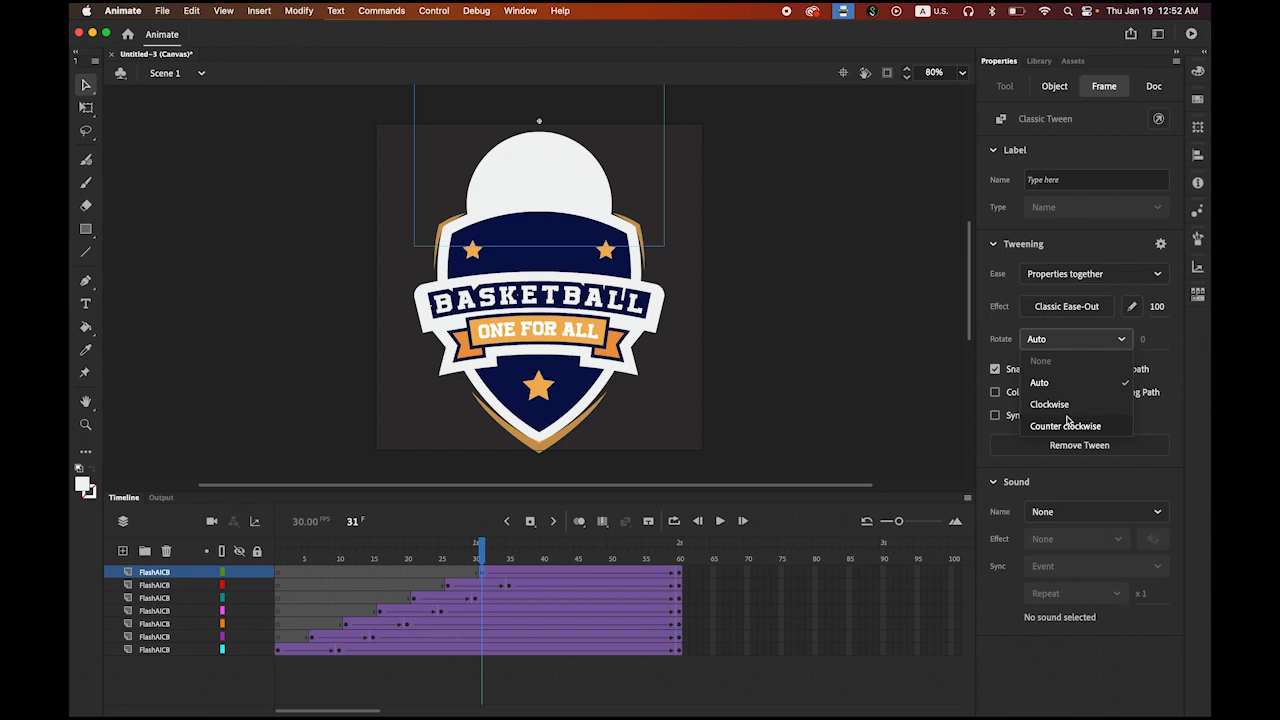 Animate File Edit View Insert Modify Text Commands Control Debug Window Help A U.S. Thu Jan 19 12:52 AM
Animate
Untitled-3 (Canvas)*
Scene 1 80%
Properties Library Assets
Tool Object Frame Doc
Classic Tween
Label
Name Type here
Type Name
Tweening
Ease Properties together
Effect Classic Ease-Out 100
Rotate Auto 0
None
Auto
Clockwise
Counter clockwise
Remove Tween
Sound
Name None
Effect None
Sync Event
Repeat x 1
No sound selected
BASKETBALL
ONE FOR ALL
Timeline Output
30.00 FPS 31 F
1s 2s 3s
5 10 15 20 25 30 35 40 45 50 55 60 65 70 75 80 85 90 95 100
FlashAICB
FlashAICB
FlashAICB
FlashAICB
FlashAICB
FlashAICB
FlashAICB